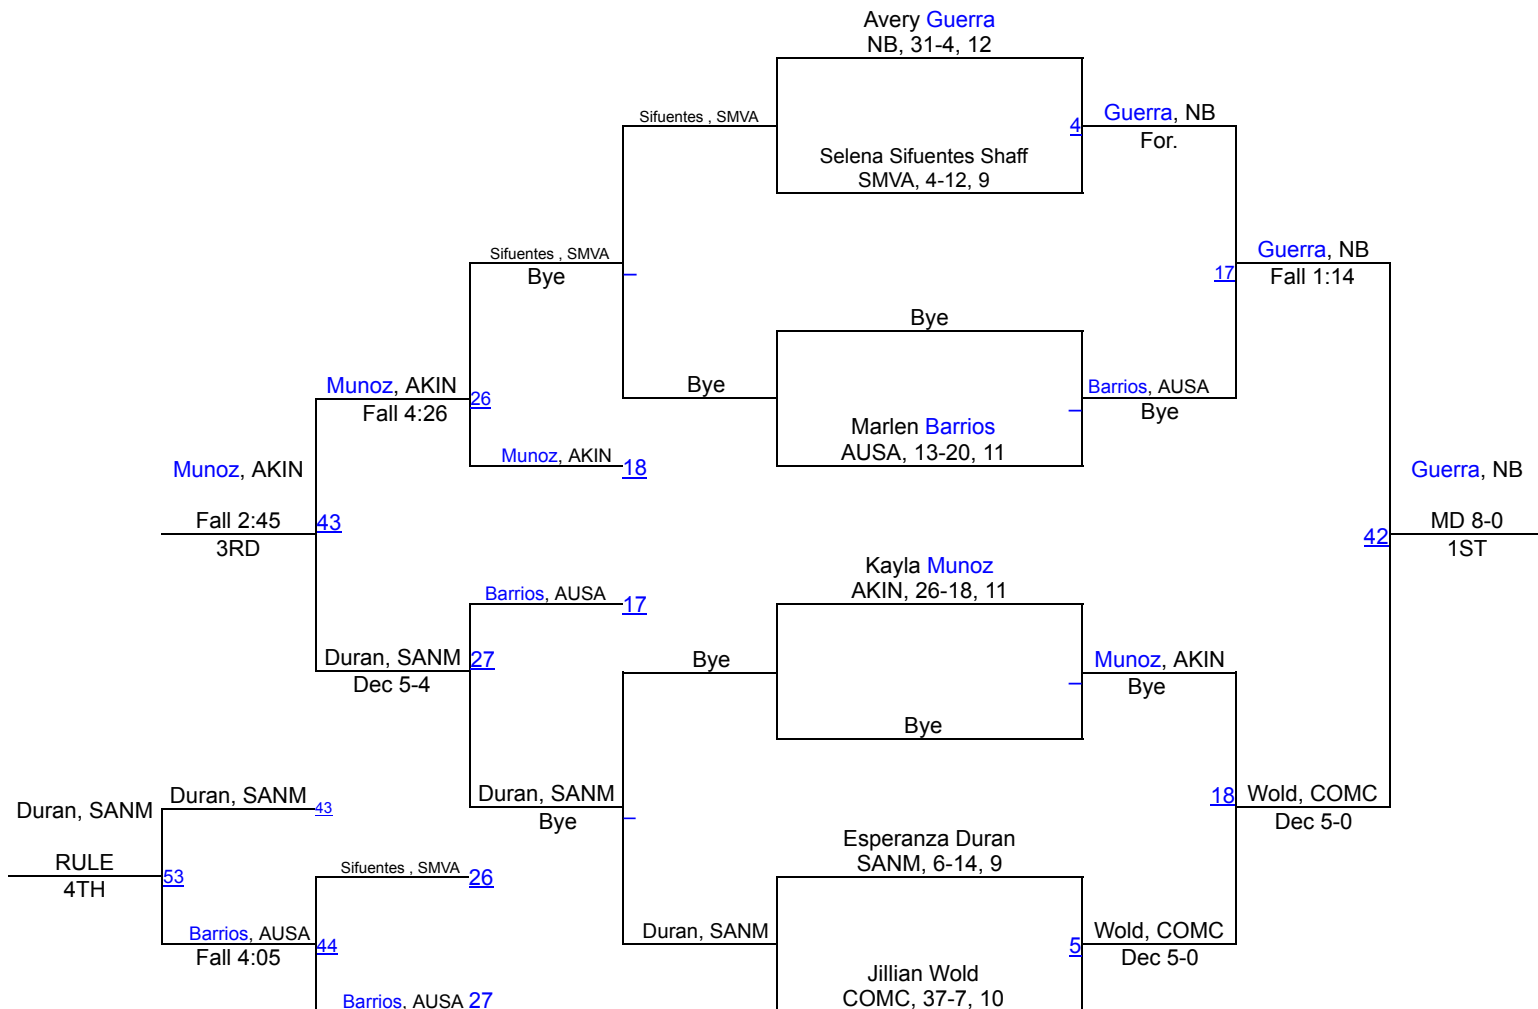 Avery Guerra
NB, 31-4, 12
Sifuentes , SMVA
4
Guerra, NB
For.
Selena Sifuentes Shaff
SMVA, 4-12, 9
Sifuentes , SMVA
Bye
Guerra, NB
17
Fall 1:14
Bye
Munoz, AKIN
26
Fall 4:26
Bye
Barrios, AUSA
Bye
Marlen Barrios
AUSA, 13-20, 11
Munoz, AKIN
18
Munoz, AKIN
Guerra, NB
Fall 2:45
43
3RD
42
MD 8-0
1ST
Kayla Munoz
AKIN, 26-18, 11
Barrios, AUSA
17
Duran, SANM
27
Dec 5-4
Bye
Munoz, AKIN
Bye
Bye
Duran, SANM
Duran, SANM
43
Duran, SANM
Bye
18
Wold, COMC
Dec 5-0
Esperanza Duran
SANM, 6-14, 9
RULE
53
4TH
Sifuentes , SMVA
26
Barrios, AUSA
44
Fall 4:05
Duran, SANM
5
Wold, COMC
Dec 5-0
Jillian Wold
COMC, 37-7, 10
Barrios, AUSA 27